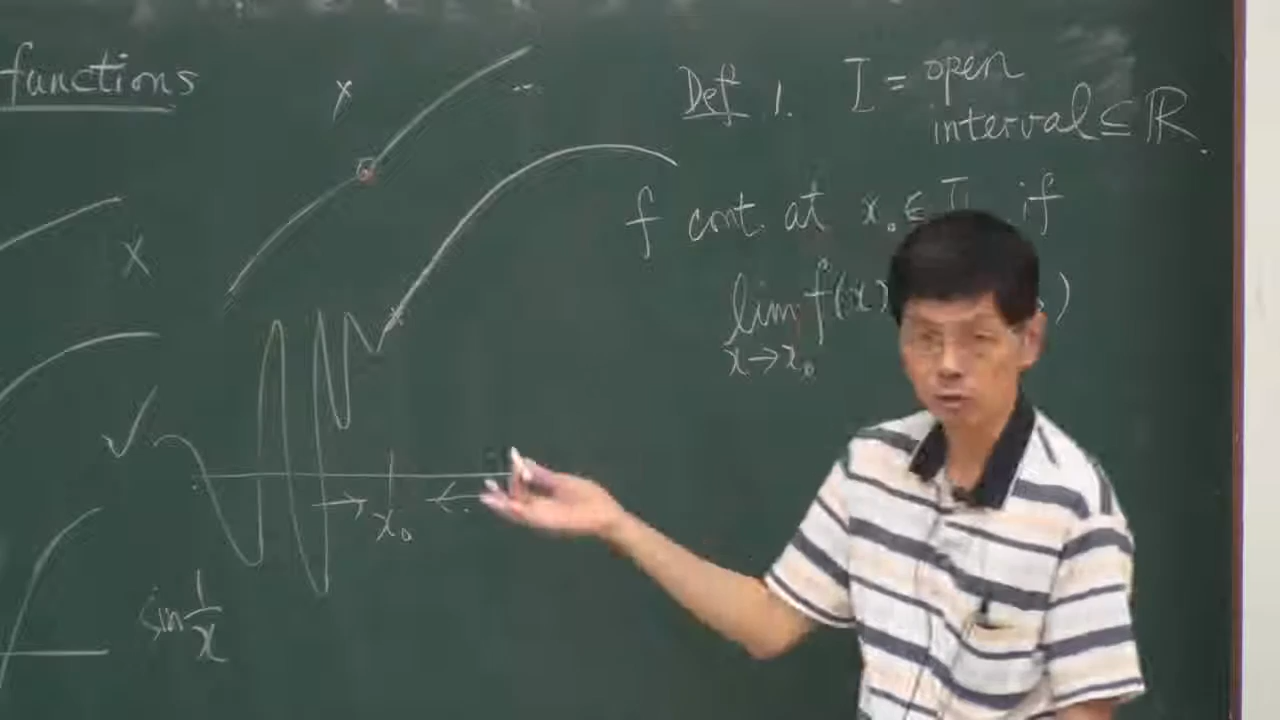 functions
Def 1. I = open
interval ⊆ ℝ.
f cont. at x₀ ∈ I, if
lim f(x)
x→x₀
x₀
sin 1/x